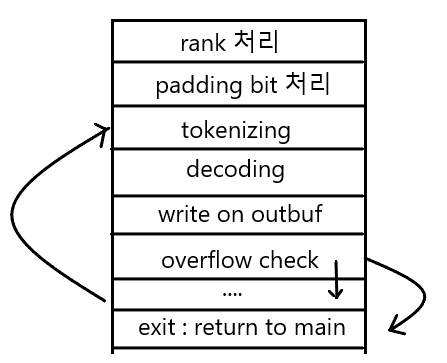 rank 처리
padding bit 처리
tokenizing
decoding
write on outbuf
overflow check
....
exit : return to main